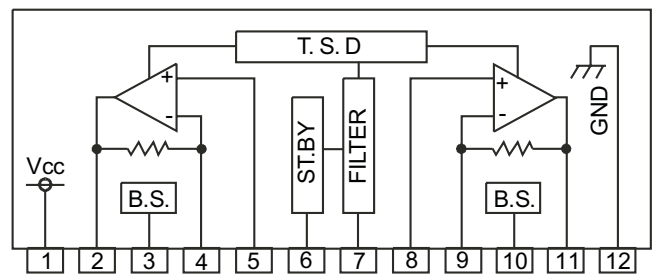 T. S. D
+
-
+
-
GND
ST.BY
FILTER
Vcc
B.S.
B.S.
1 2 3 4 5 6 7 8 9 10 11 12